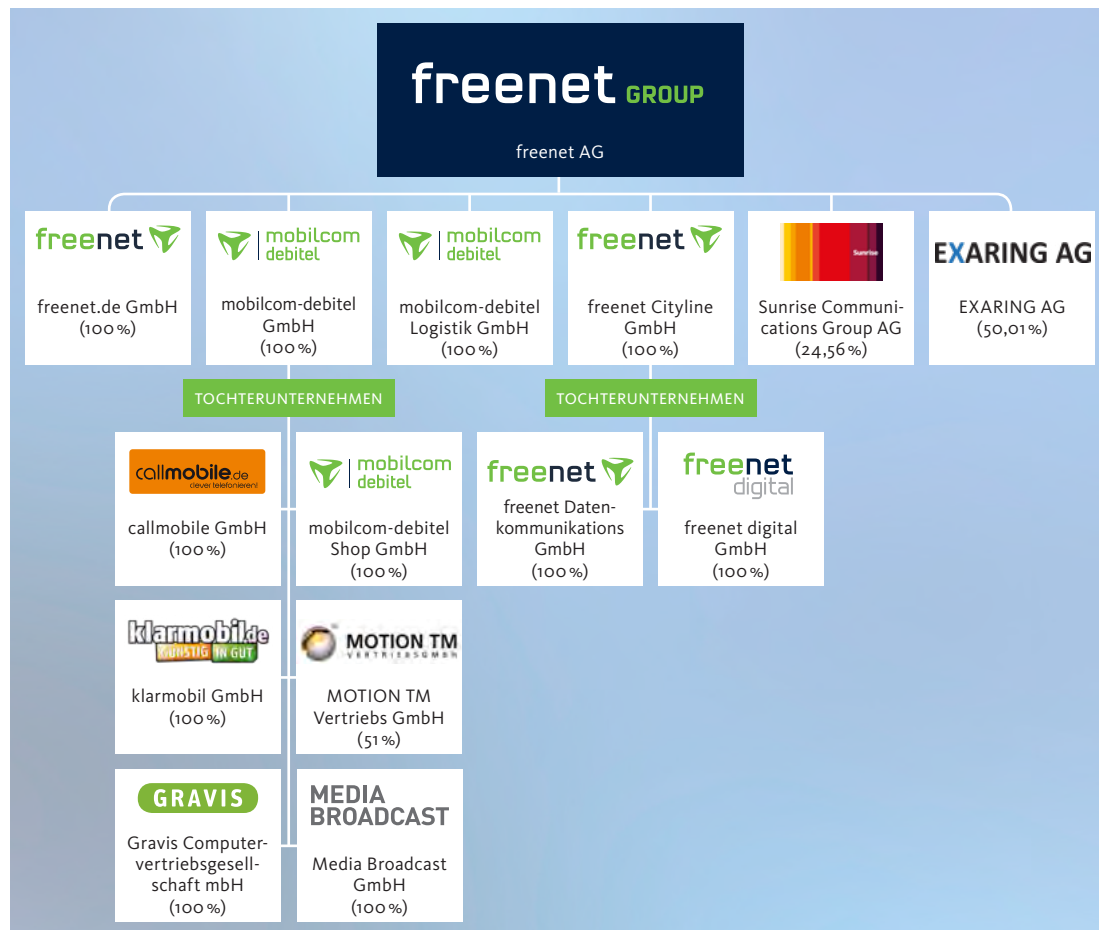 freenet GROUP
freenet AG
freenet
freenet.de GmbH
(100 %)
mobilcom
debitel
mobilcom-debitel
GmbH
(100 %)
mobilcom
debitel
mobilcom-debitel
Logistik GmbH
(100 %)
freenet
freenet Cityline
GmbH
(100 %)
Sunrise
Sunrise Communi-
cations Group AG
(24,56 %)
EXARING AG
EXARING AG
(50,01 %)
TOCHTERUNTERNEHMEN
TOCHTERUNTERNEHMEN
callmobile.de
clever telefonieren!
callmobile GmbH
(100 %)
mobilcom
debitel
mobilcom-debitel
Shop GmbH
(100 %)
freenet
freenet Daten-
kommunikations
GmbH
(100 %)
freenet
digital
freenet digital
GmbH
(100 %)
klarmobil.de
GÜNSTIG IN GUT
klarmobil GmbH
(100 %)
MOTION TM
VERTRIEBSGMBH
MOTION TM
Vertriebs GmbH
(51 %)
GRAVIS
Gravis Computer-
vertriebsgesell-
schaft mbH
(100 %)
MEDIA
BROADCAST
Media Broadcast
GmbH
(100 %)